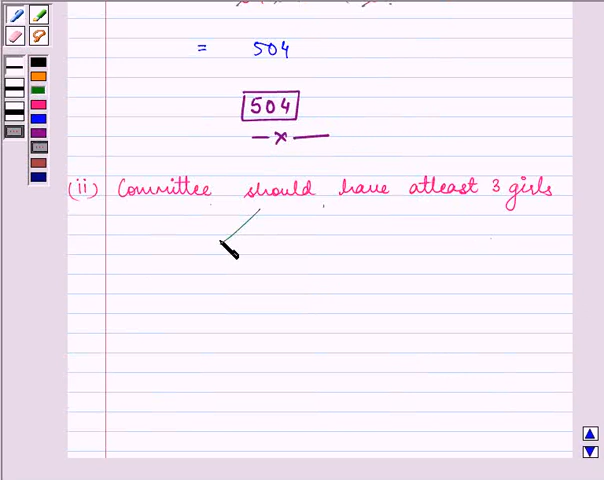 = 504
504
—x—
(ii) Committee should have atleast 3 girls